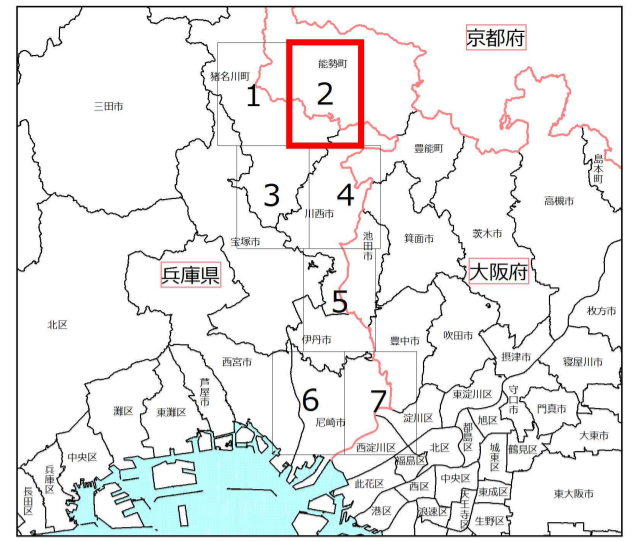 京都府
能勢町
猪名川町
2
1
三田市
豊能町
島本町
高槻市
3
4
川西市
池田市
箕面市
茨木市
宝塚市
兵庫県
大阪府
5
北区
枚方市
伊丹市
豊中市
吹田市
摂津市
寝屋川市
西宮市
芦屋市
6
7
尼崎市
東淀川区
守口市
門真市
灘区
東灘区
淀川区
都島区
旭区
大東市
西淀川区
北区
城東区
鶴見区
中央区
福島区
兵庫区
此花区
西区
中央区
東成区
東大阪市
長田区
港区
浪速区
天王寺区
生野区